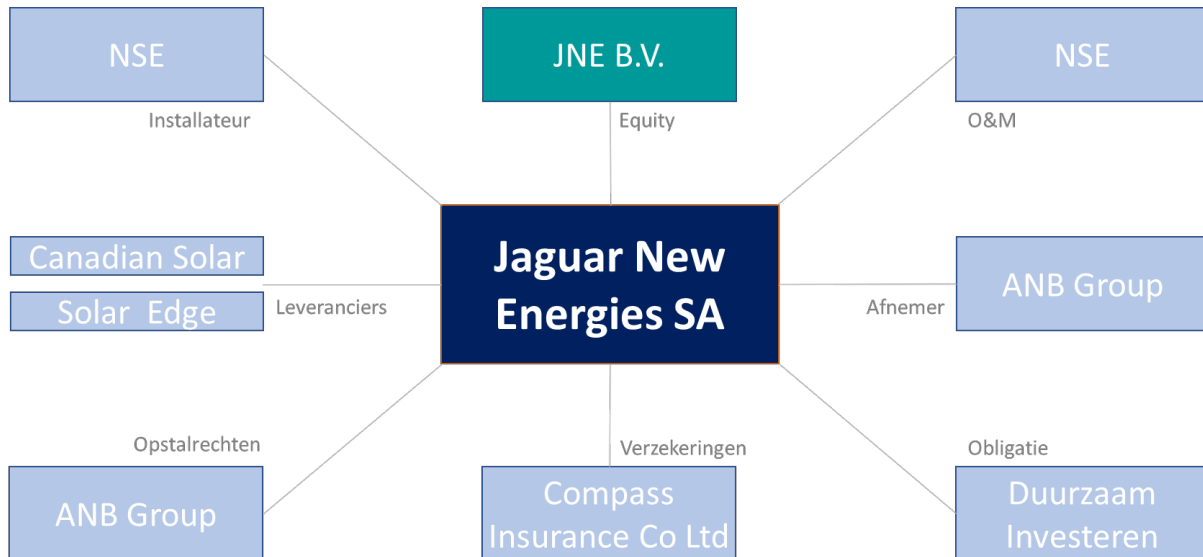 NSE
JNE B.V.
NSE
Installateur
Equity
O&M
Canadian Solar
Solar Edge
Leveranciers
Jaguar New
Energies SA
Afnemer
ANB Group
Opstalrechten
Verzekeringen
Obligatie
ANB Group
Compass
Insurance Co Ltd
Duurzaam
Investeren